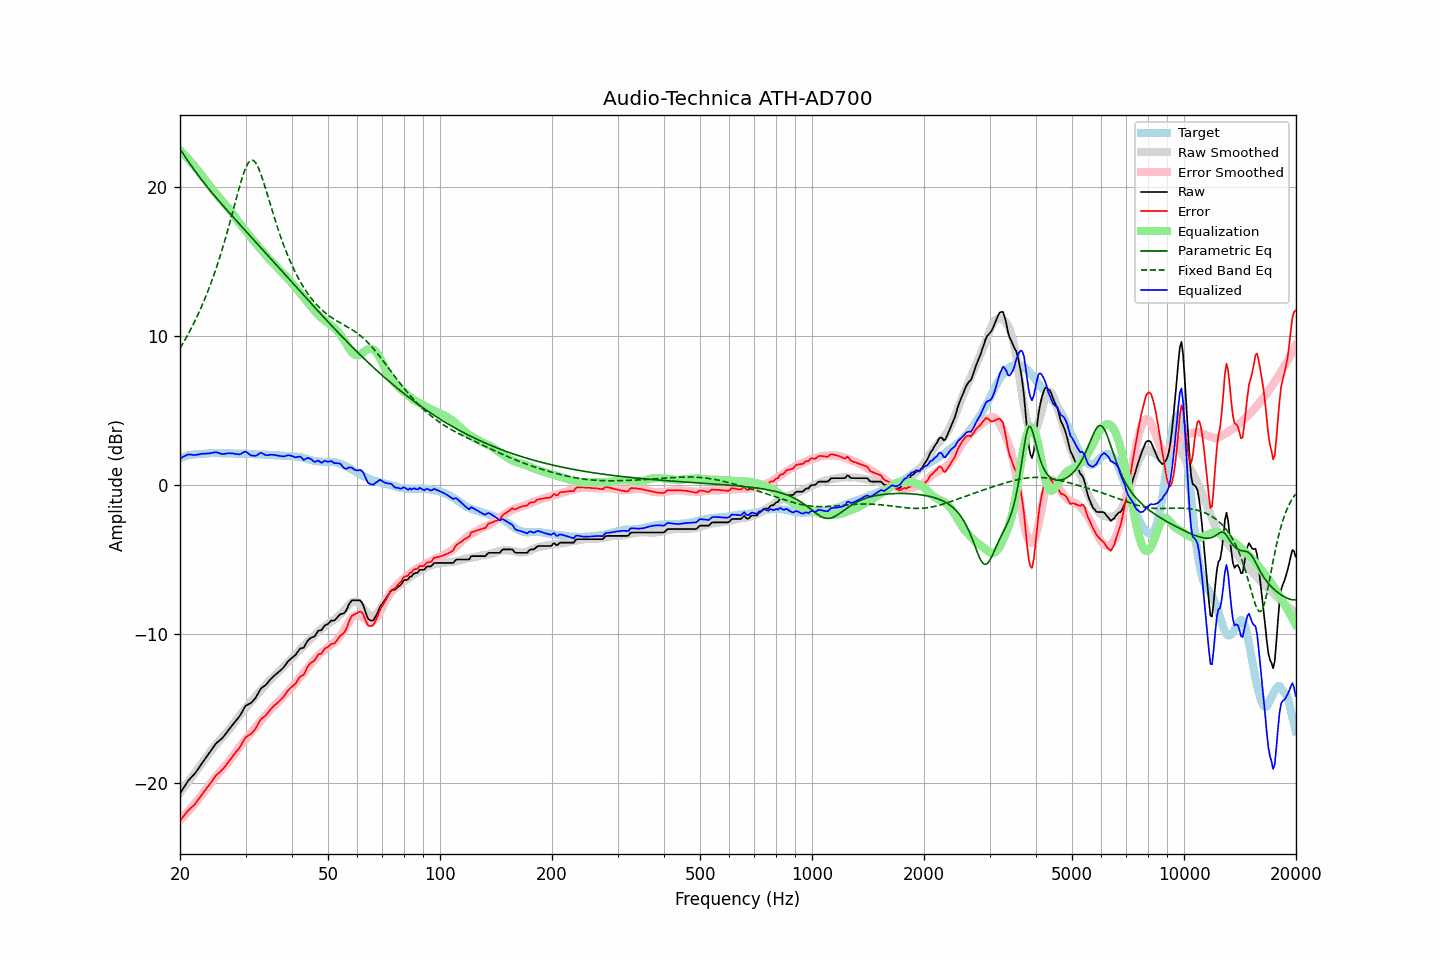 Audio-Technica ATH-AD700
Target
Raw Smoothed
Error Smoothed
Raw
Error
Equalization
Parametric Eq
Fixed Band Eq
Equalized
Amplitude (dBr)
20
10
0
−10
−20
20 50 100 200 500 1000 2000 5000 10000 20000
Frequency (Hz)